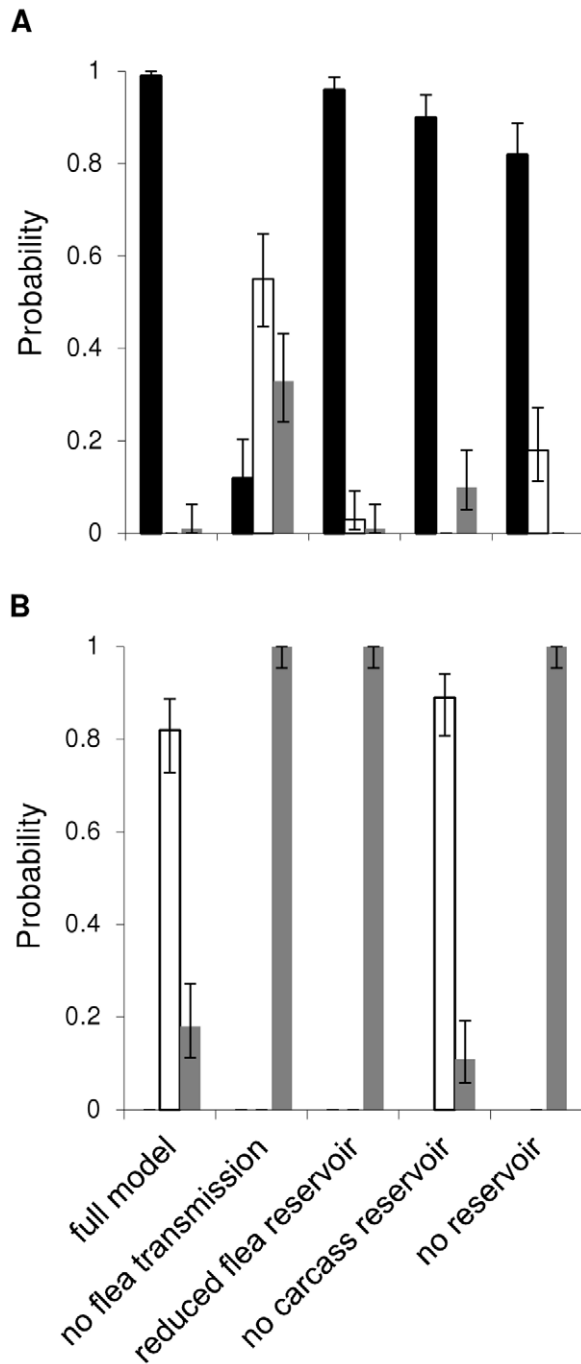 A
Probability
1
0.8
0.6
0.4
0.2
0
B
Probability
1
0.8
0.6
0.4
0.2
0
full model
no flea transmission
reduced flea reservoir
no carcass reservoir
no reservoir